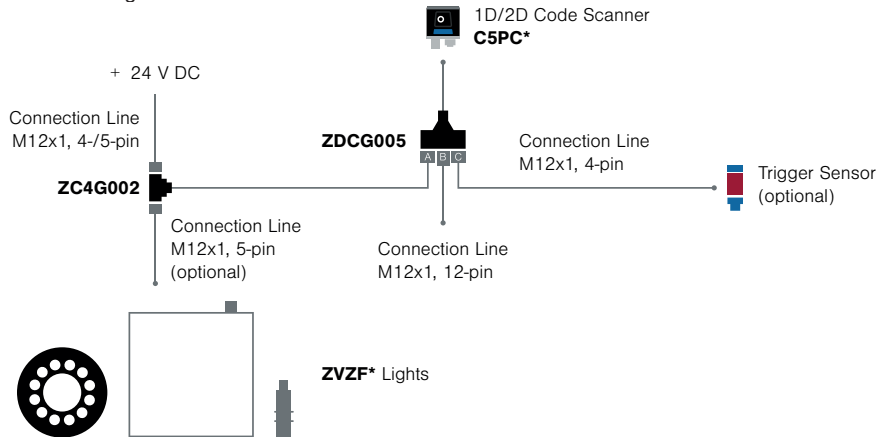 1D/2D Code Scanner
C5PC*
+ 24 V DC
Connection Line
M12x1, 4-/5-pin
ZDCG005
A B C
Connection Line
M12x1, 4-pin
ZC4G002
Trigger Sensor
(optional)
Connection Line
M12x1, 5-pin
(optional)
Connection Line
M12x1, 12-pin
ZVZF* Lights